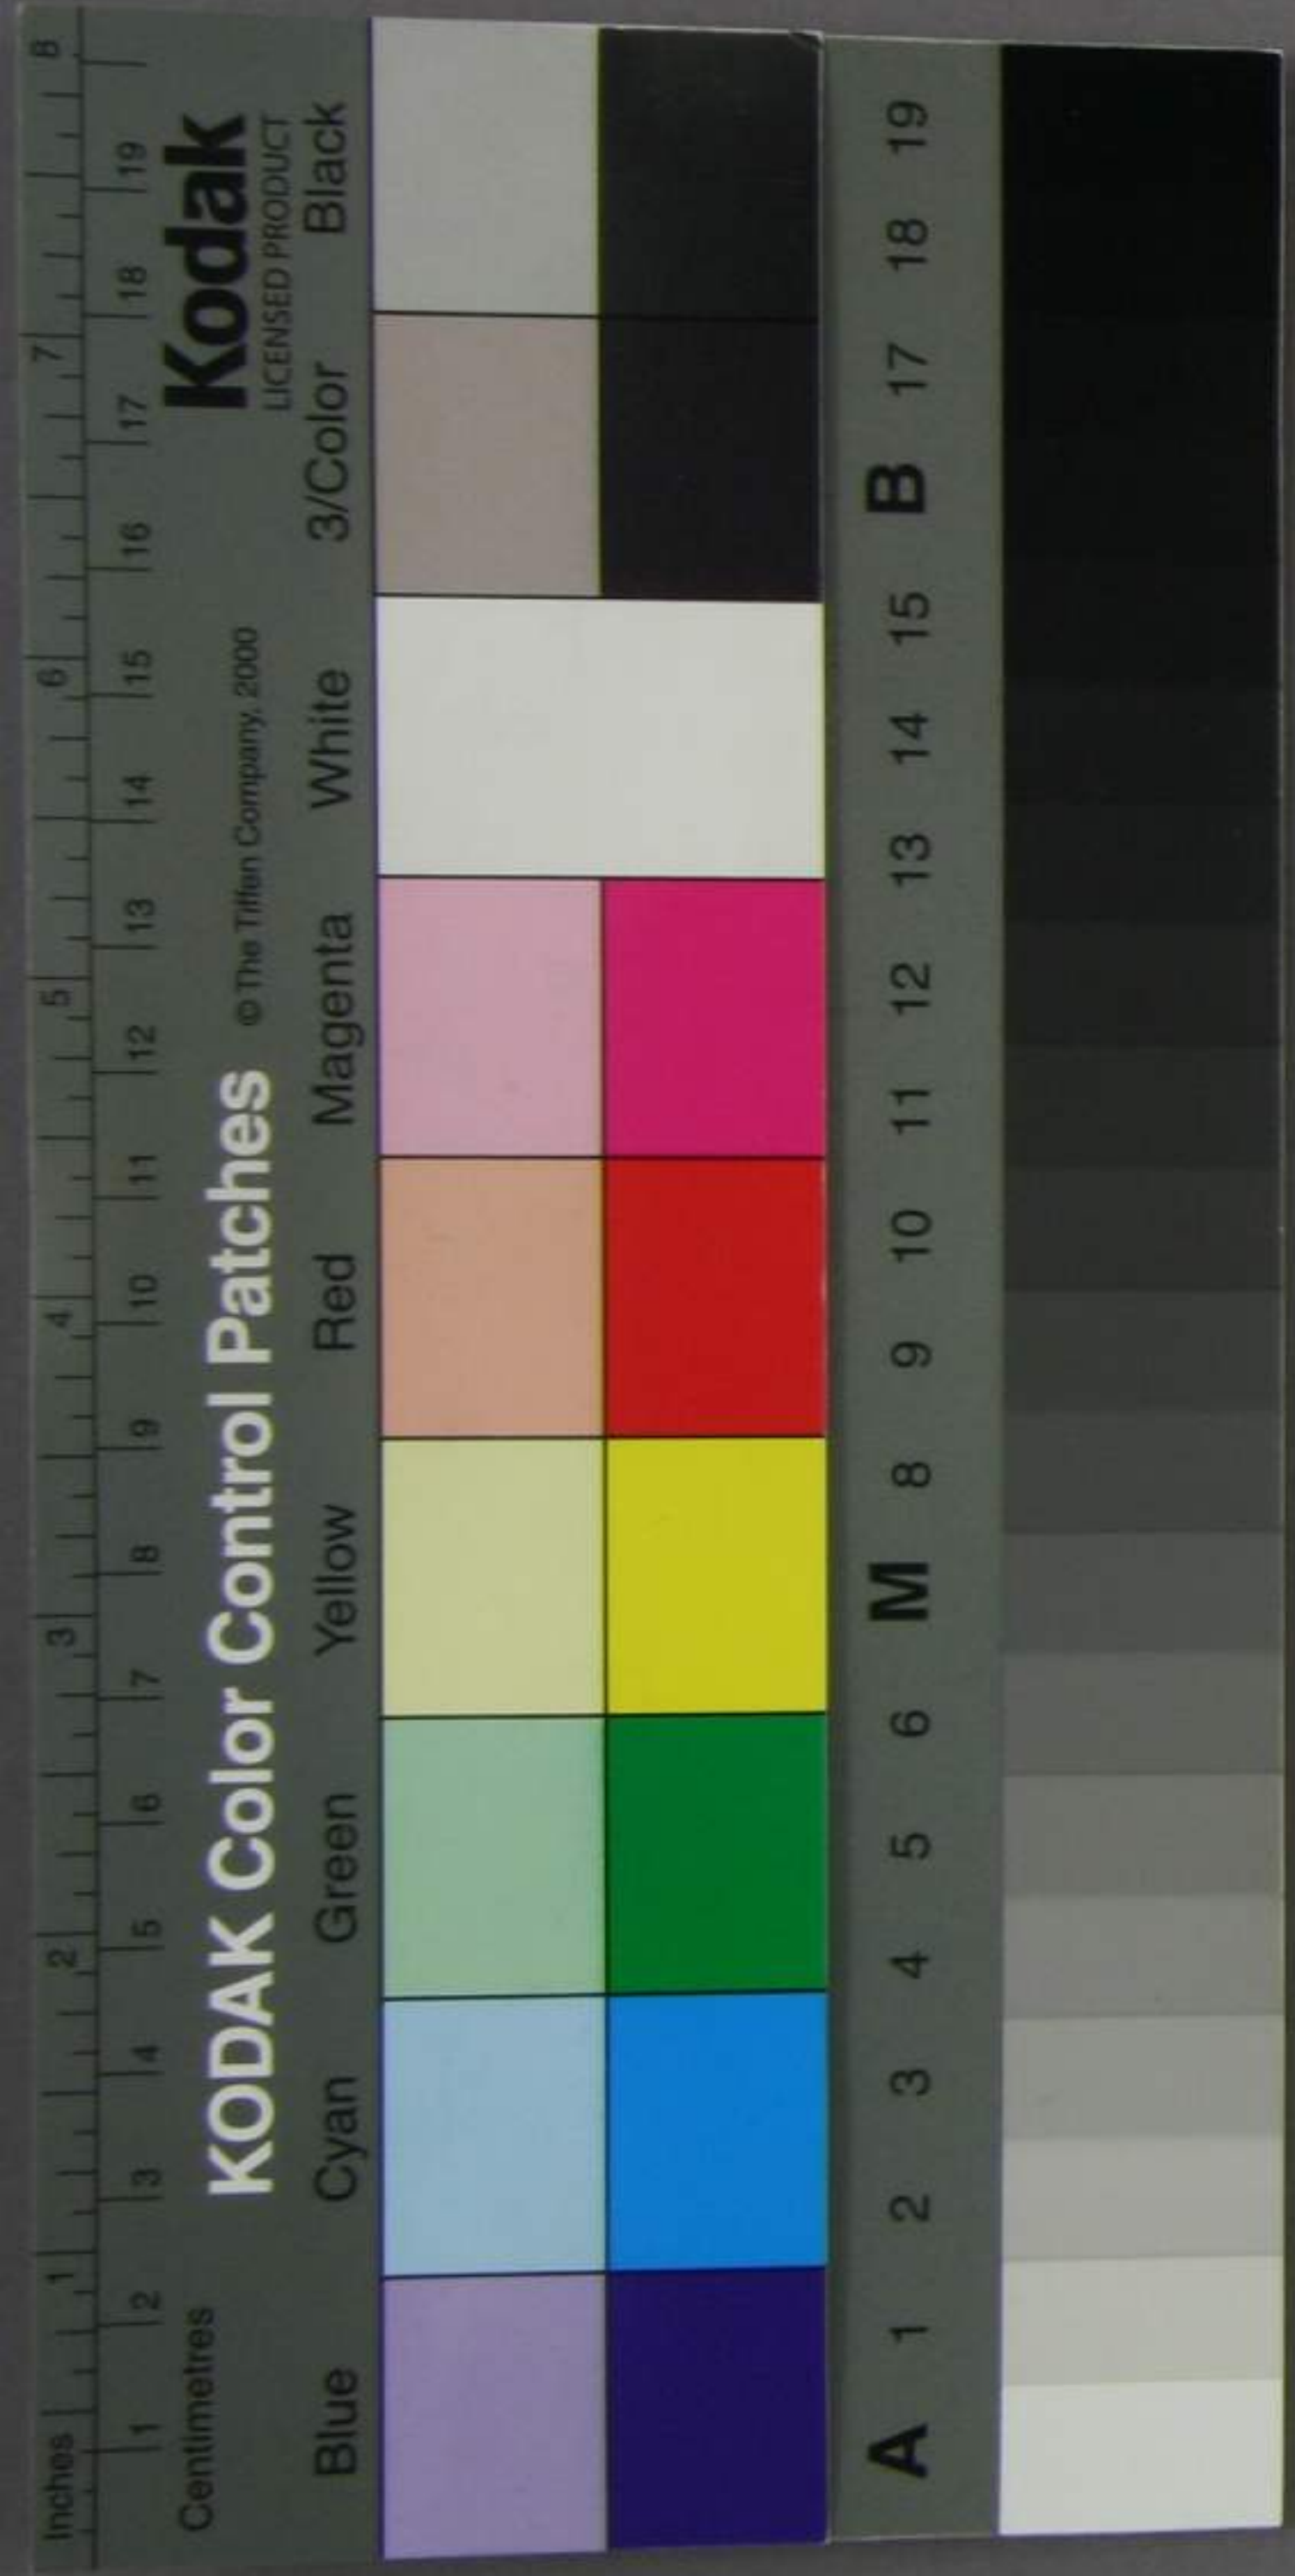 Inches 1 2 3 4 5 6 7 8
Centimetres 1 2 3 4 5 6 7 8 9 10 11 12 13 14 15 16 17 18 19
KODAK Color Control Patches © The Tiffen Company, 2000 Kodak
LICENSED PRODUCT
Blue Cyan Green Yellow Red Magenta White 3/Color Black
A 1 2 3 4 5 6 M 8 9 10 11 12 13 14 15 B 17 18 19